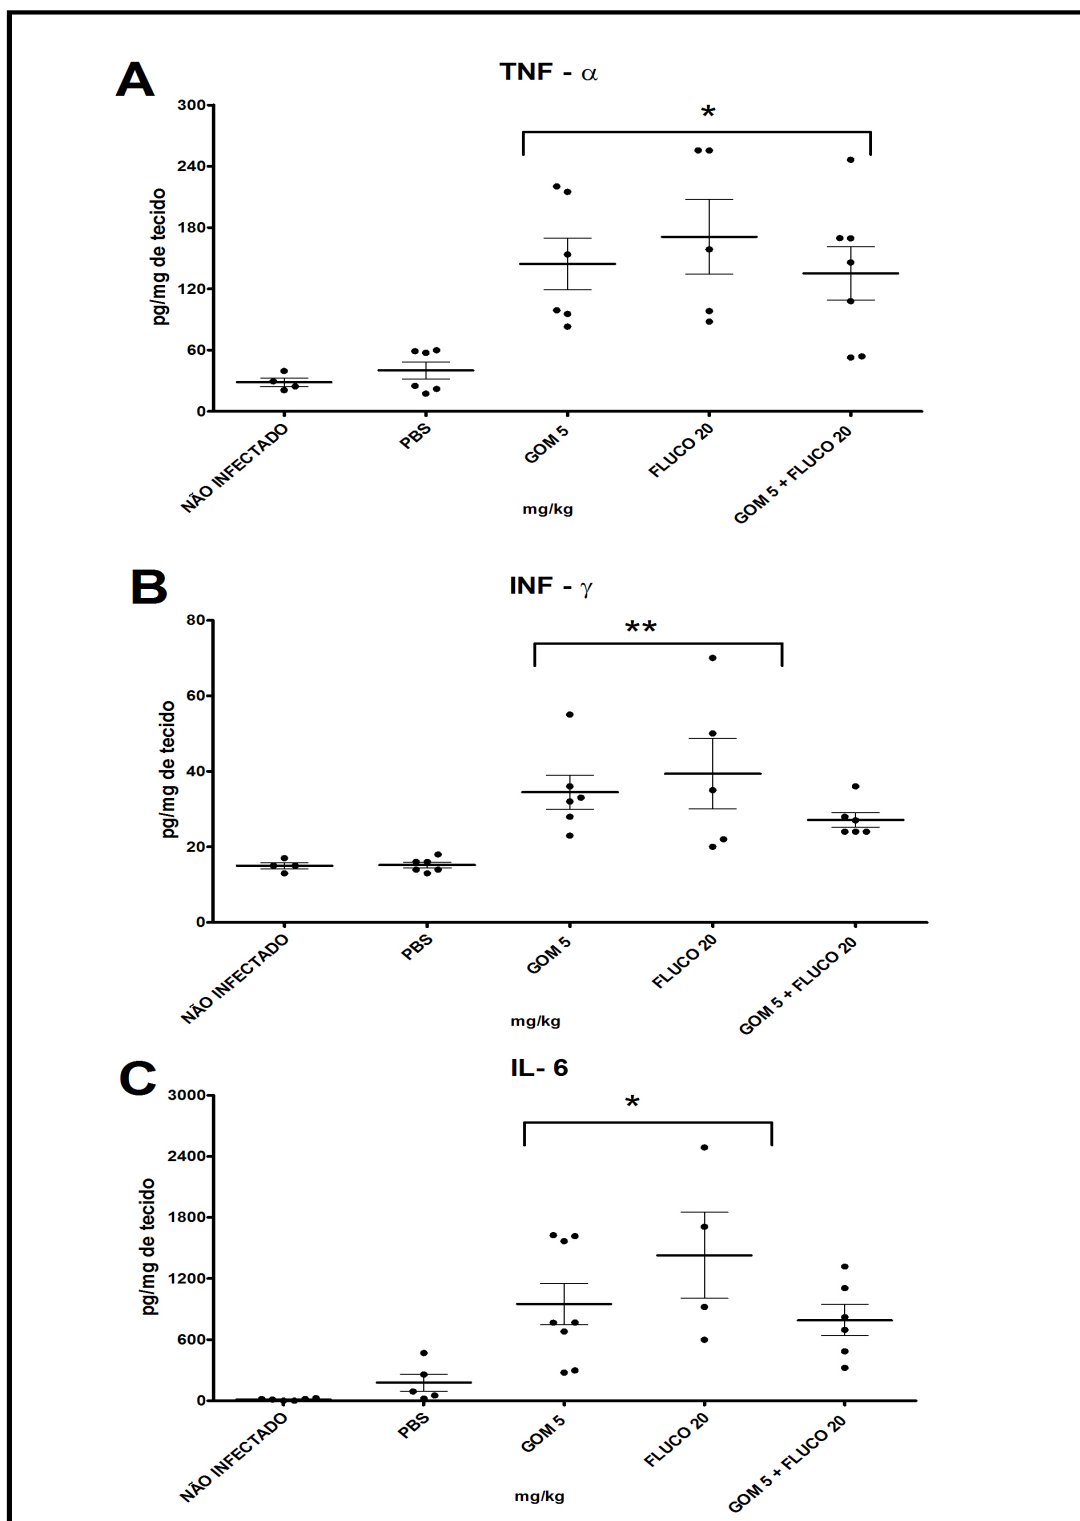 A
TNF - α
*
300
240
180
120
60
0
pg/mg de tecido
NÃO INFECTADO
PBS
GOM 5
FLUCO 20
GOM 5 + FLUCO 20
mg/kg
B
INF - γ
**
80
60
40
20
0
pg/mg de tecido
NÃO INFECTADO
PBS
GOM 5
FLUCO 20
GOM 5 + FLUCO 20
mg/kg
C
IL- 6
*
3000
2400
1800
1200
600
0
pg/mg de tecido
NÃO INFECTADO
PBS
GOM 5
FLUCO 20
GOM 5 + FLUCO 20
mg/kg